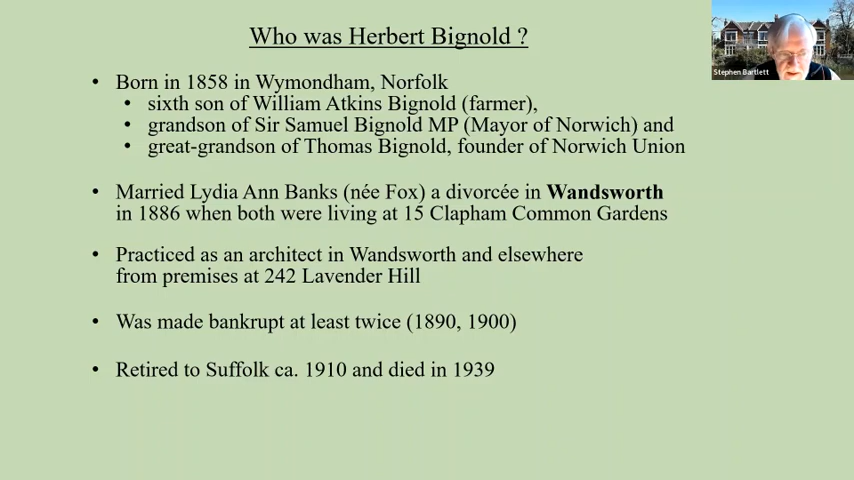 Who was Herbert Bignold ?
Stephen Bartlett
• Born in 1858 in Wymondham, Norfolk
• sixth son of William Atkins Bignold (farmer),
• grandson of Sir Samuel Bignold MP (Mayor of Norwich) and
• great-grandson of Thomas Bignold, founder of Norwich Union
• Married Lydia Ann Banks (née Fox) a divorcée in Wandsworth
in 1886 when both were living at 15 Clapham Common Gardens
• Practiced as an architect in Wandsworth and elsewhere
from premises at 242 Lavender Hill
• Was made bankrupt at least twice (1890, 1900)
• Retired to Suffolk ca. 1910 and died in 1939